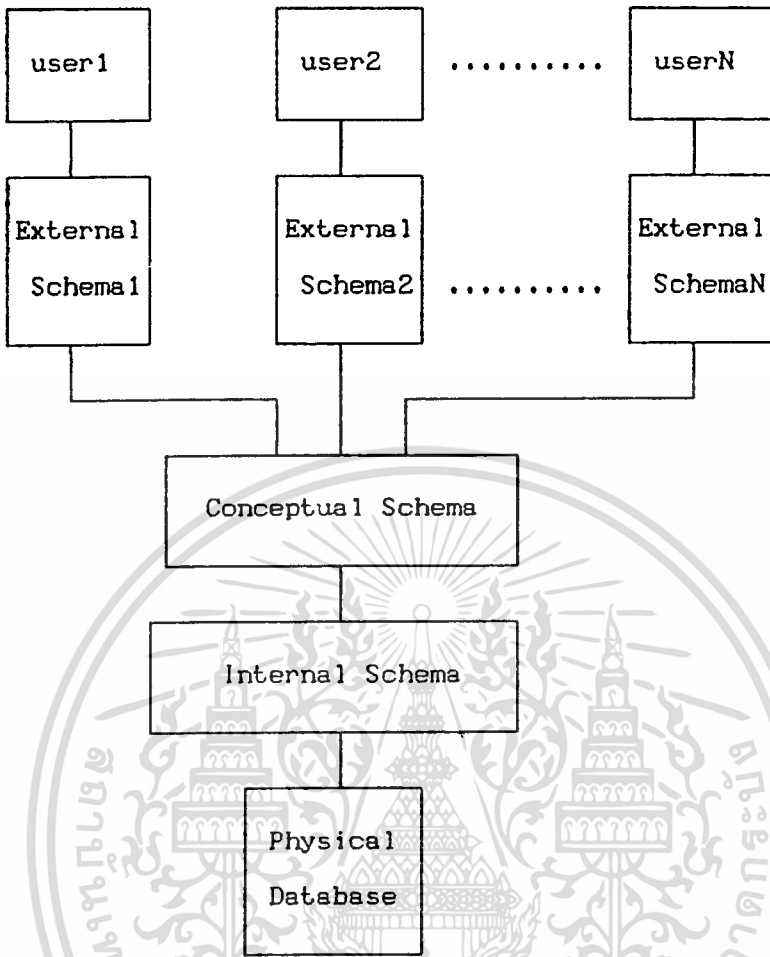 user1
user2
..........
userN
External
Schema1
External
Schema2
..........
External
SchemaN
Conceptual Schema
Internal Schema
Physical
Database